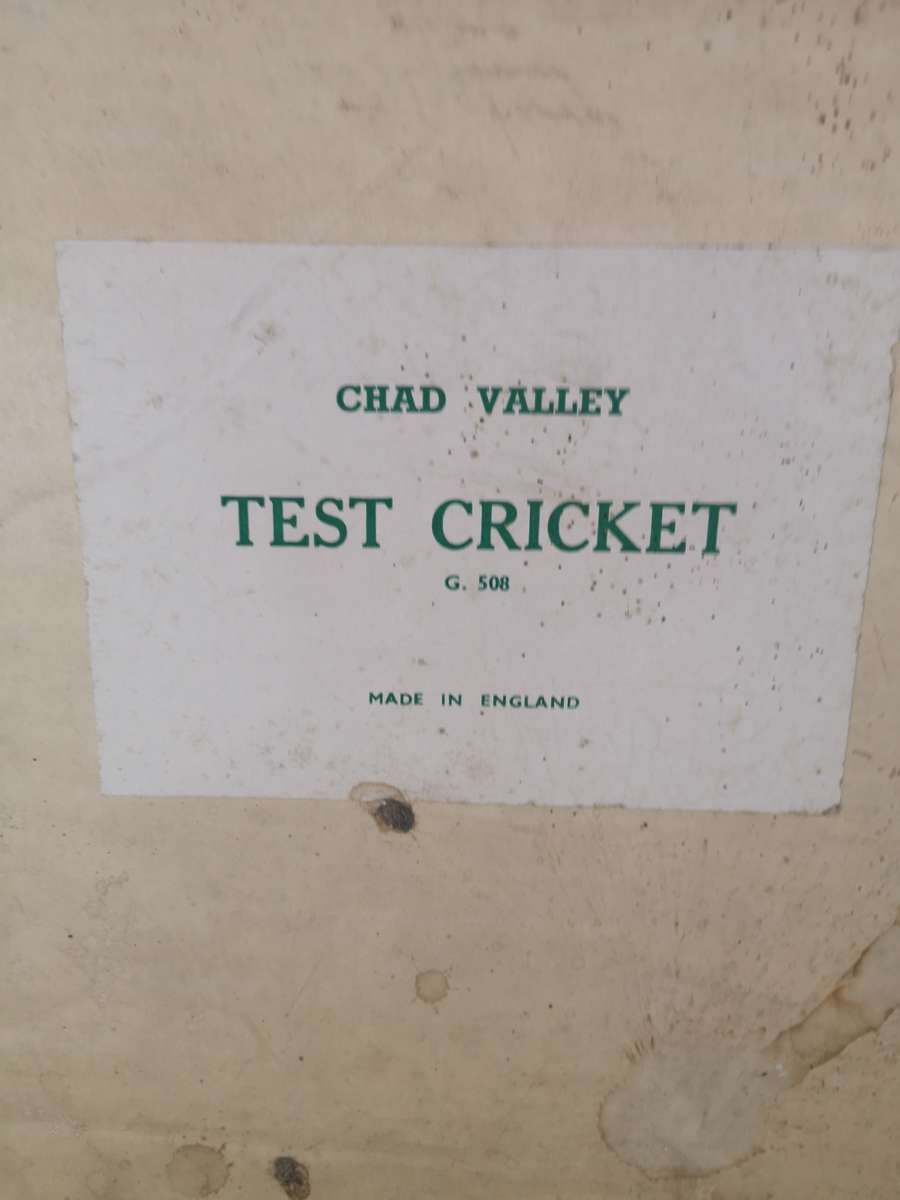 CHAD VALLEY
TEST CRICKET
G. 508
MADE IN ENGLAND